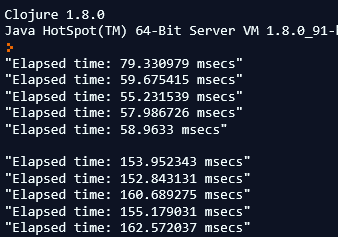 Clojure 1.8.0
Java HotSpot(TM) 64-Bit Server VM 1.8.0_91-
"Elapsed time: 79.330979 msecs"
"Elapsed time: 59.675415 msecs"
"Elapsed time: 55.231539 msecs"
"Elapsed time: 57.986726 msecs"
"Elapsed time: 58.9633 msecs"
"Elapsed time: 153.952343 msecs"
"Elapsed time: 152.843131 msecs"
"Elapsed time: 160.689275 msecs"
"Elapsed time: 155.179031 msecs"
"Elapsed time: 162.572037 msecs"